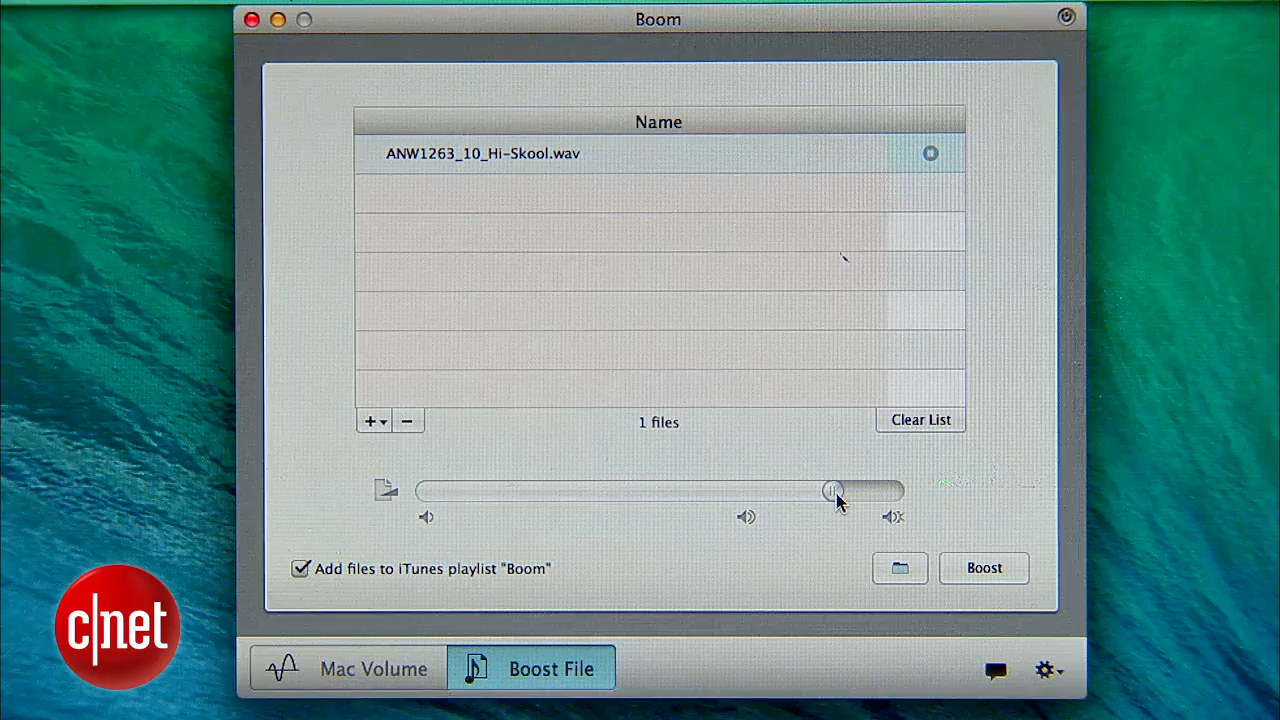 Boom
Name
ANW1263_10_Hi-Skool.wav
+ -
1 files
Clear List
Add files to iTunes playlist "Boom"
Boost
c|net
Mac Volume
Boost File